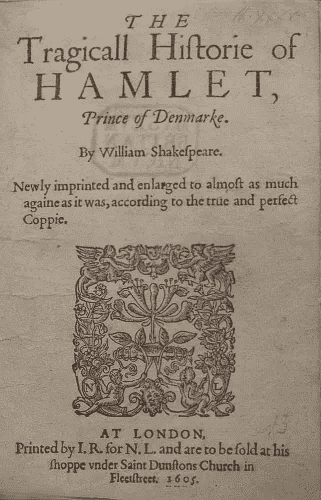 THE
Tragicall Hiſtorie of
HAMLET,
Prince of Denmarke.
By William Shakeſpeare.
Newly imprinted and enlarged to almoſt as much
againe as it was, according to the true and perfect
Coppie.
N L
AT LONDON,
Printed by I. R. for N. L. and are to be ſold at his
ſhoppe vnder Saint Dunſtons Church in
Fleetſtreet. 1605.